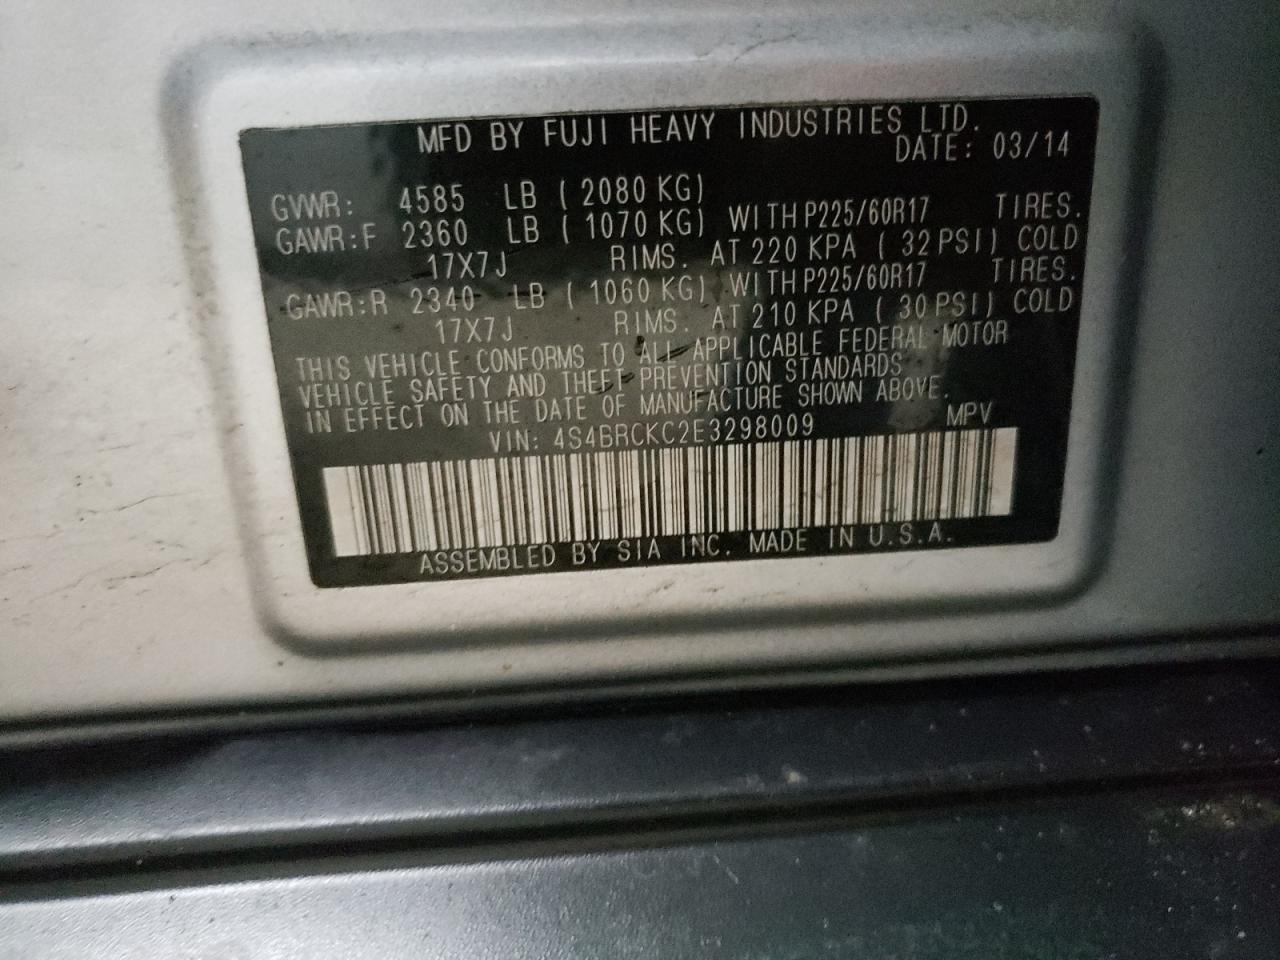 MFD BY FUJI HEAVY INDUSTRIES LTD.
DATE: 03/14
GVWR: 4585 LB (2080 KG)
GAWR:F 2360 LB (1070 KG) WITH P225/60R17 TIRES.
17X7J RIMS. AT 220 KPA (32 PSI) COLD
GAWR:R 2340 LB (1060 KG) WITH P225/60R17 TIRES.
17X7J RIMS. AT 210 KPA (30 PSI) COLD
THIS VEHICLE CONFORMS TO ALL APPLICABLE FEDERAL MOTOR
VEHICLE SAFETY AND THEFT PREVENTION STANDARDS
IN EFFECT ON THE DATE OF MANUFACTURE SHOWN ABOVE.
VIN: 4S4BRCKC2E3298009 MPV
ASSEMBLED BY SIA INC. MADE IN U.S.A.